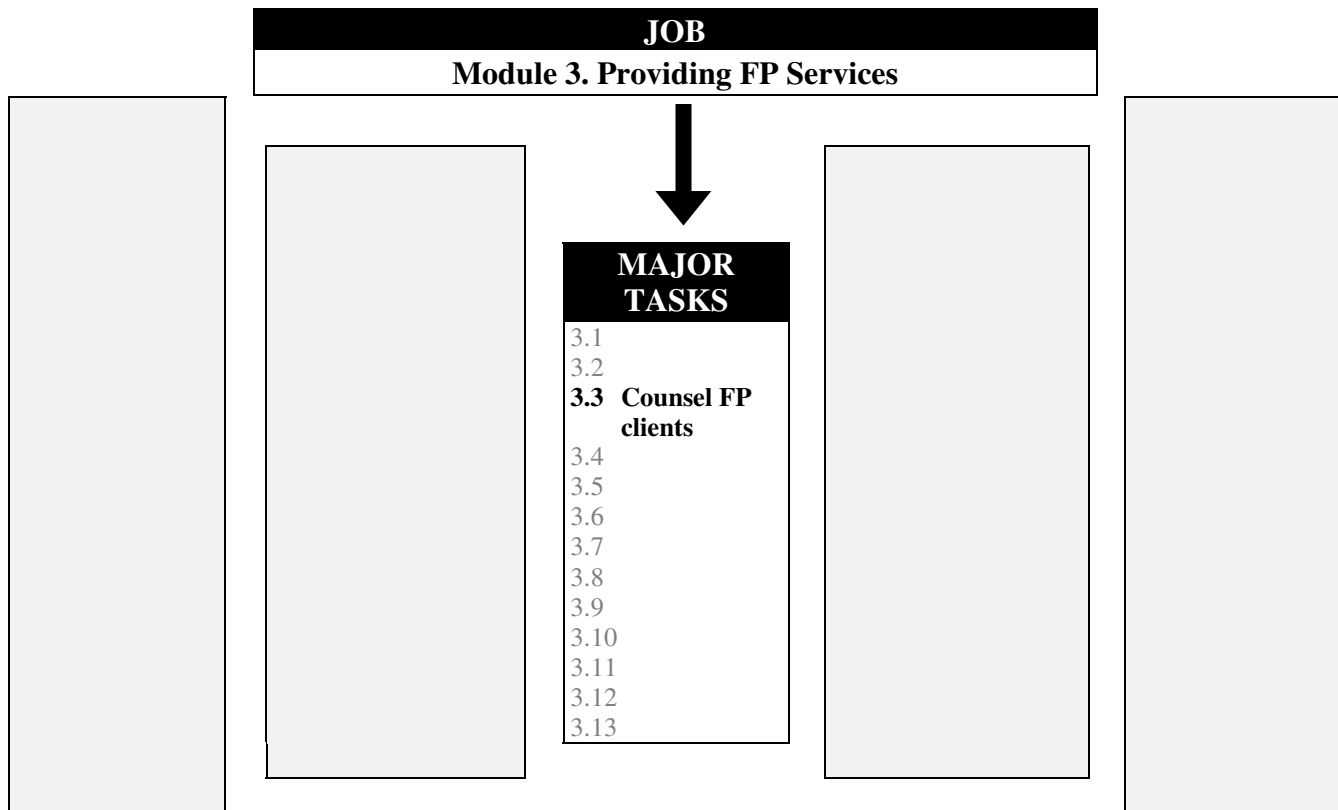 JOB
Module 3. Providing FP Services
MAJOR
TASKS
3.1
3.2
3.3 Counsel FP
clients
3.4
3.5
3.6
3.7
3.8
3.9
3.10
3.11
3.12
3.13